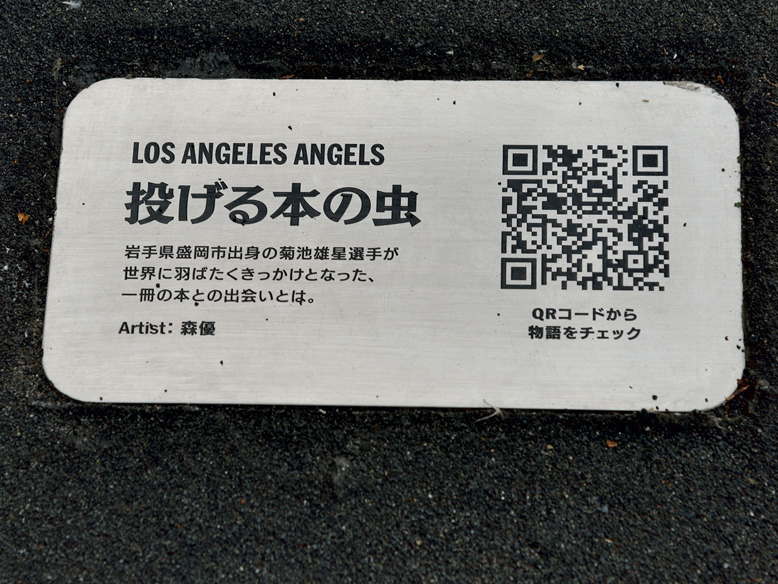 LOS ANGELES ANGELS
投げる本の虫
岩手県盛岡市出身の菊池雄星選手が
世界に羽ばたくきっかけとなった、
一冊の本との出会いとは。
Artist: 森優
QRコードから
物語をチェック